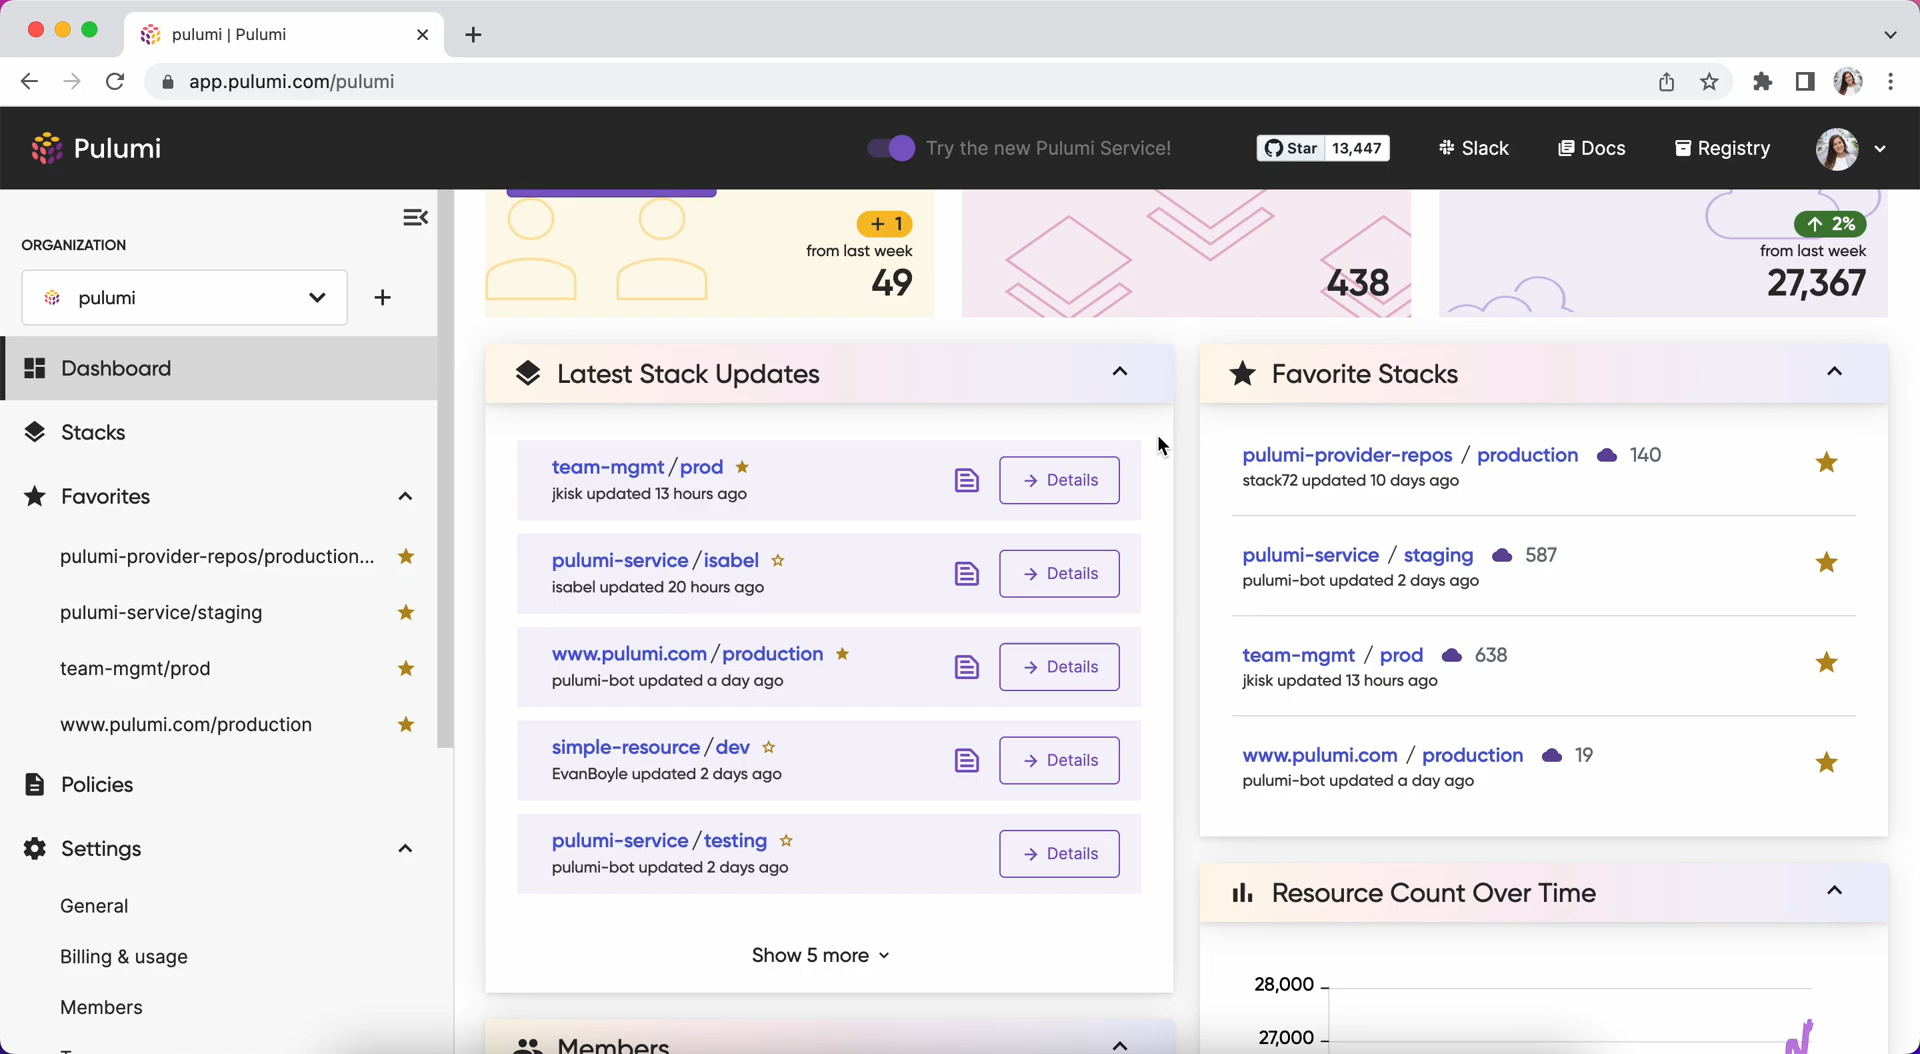 pulumi | Pulumi
app.pulumi.com/pulumi
Pulumi
Try the new Pulumi Service!
Star 13,447
Slack
Docs
Registry
ORGANIZATION
pulumi
Dashboard
Stacks
Favorites
pulumi-provider-repos/production...
pulumi-service/staging
team-mgmt/prod
www.pulumi.com/production
Policies
Settings
General
Billing & usage
Members
+ 1
from last week
49
438
2%
from last week
27,367
Latest Stack Updates
team-mgmt / prod
jkisk updated 13 hours ago
Details
pulumi-service / isabel
isabel updated 20 hours ago
Details
www.pulumi.com / production
pulumi-bot updated a day ago
Details
simple-resource / dev
EvanBoyle updated 2 days ago
Details
pulumi-service / testing
pulumi-bot updated 2 days ago
Details
Show 5 more
Members
Favorite Stacks
pulumi-provider-repos / production 140
stack72 updated 10 days ago
pulumi-service / staging 587
pulumi-bot updated 2 days ago
team-mgmt / prod 638
jkisk updated 13 hours ago
www.pulumi.com / production 19
pulumi-bot updated a day ago
Resource Count Over Time
28,000
27,000